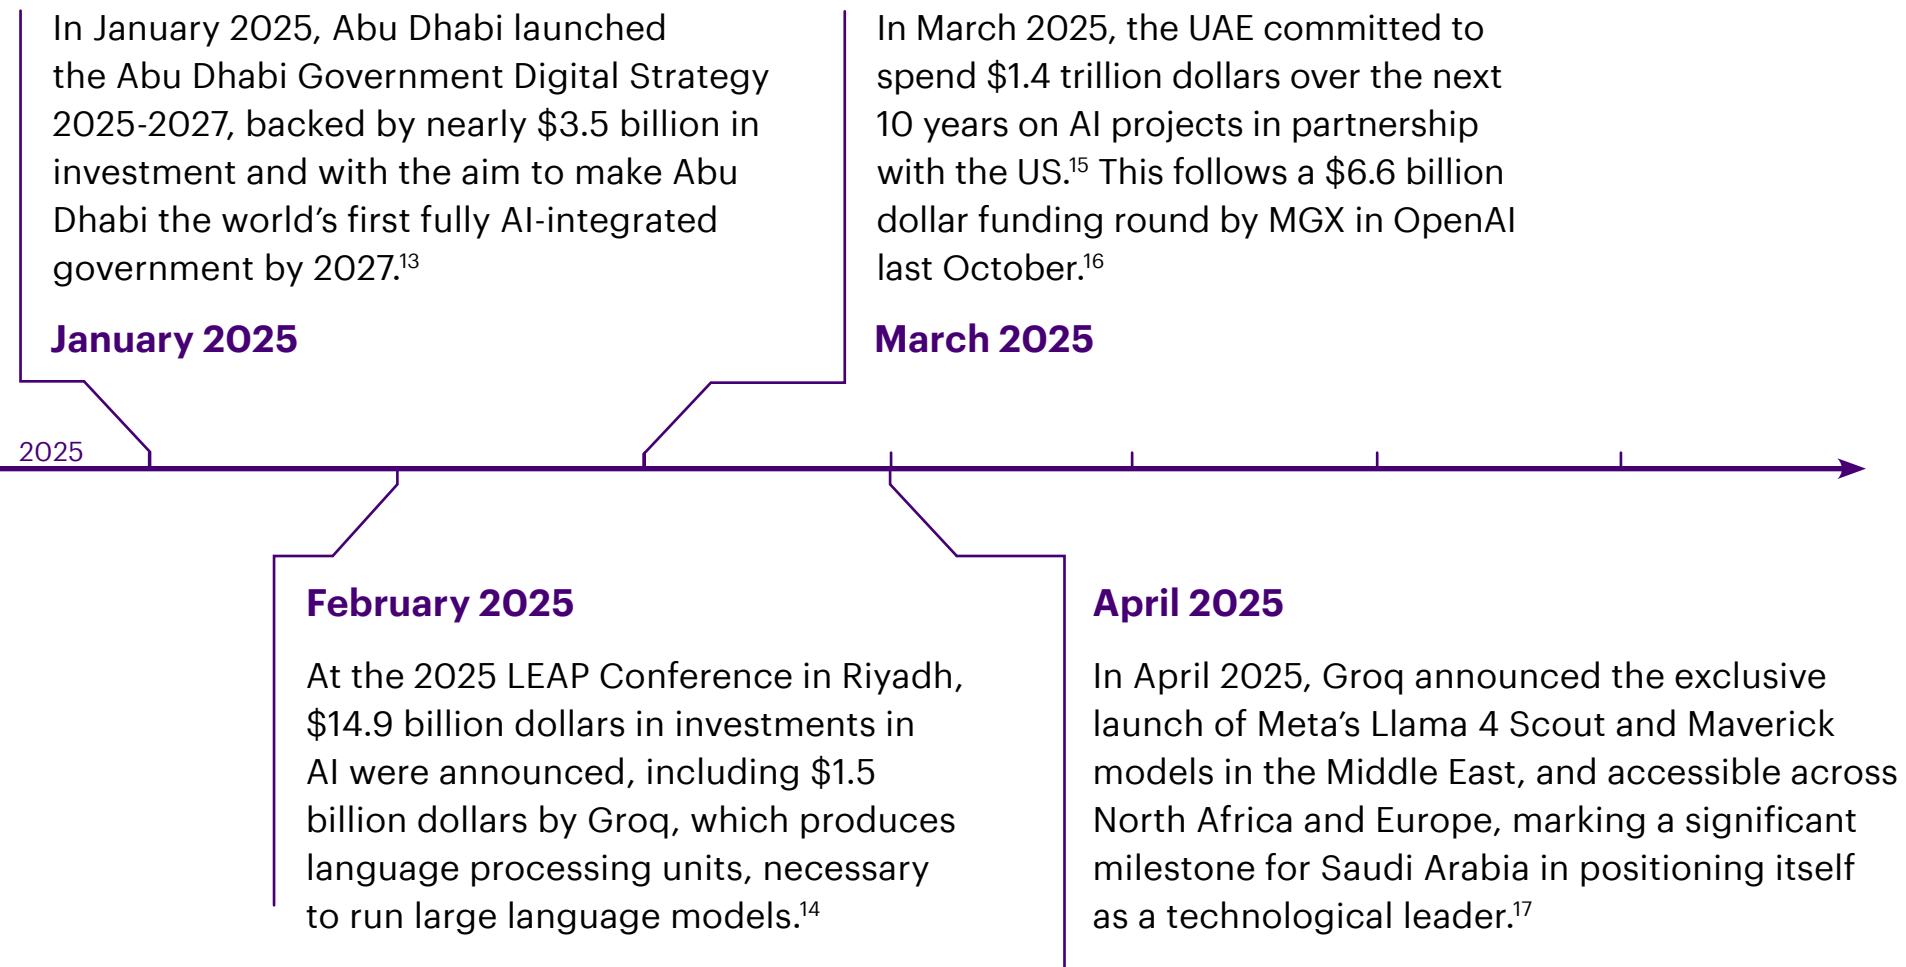 In January 2025, Abu Dhabi launched
the Abu Dhabi Government Digital Strategy
2025-2027, backed by nearly $3.5 billion in
investment and with the aim to make Abu
Dhabi the world’s first fully AI-integrated
government by 2027.13
January 2025
In March 2025, the UAE committed to
spend $1.4 trillion dollars over the next
10 years on AI projects in partnership
with the US.15 This follows a $6.6 billion
dollar funding round by MGX in OpenAI
last October.16
March 2025
2025
February 2025
At the 2025 LEAP Conference in Riyadh,
$14.9 billion dollars in investments in
AI were announced, including $1.5
billion dollars by Groq, which produces
language processing units, necessary
to run large language models.14
April 2025
In April 2025, Groq announced the exclusive
launch of Meta’s Llama 4 Scout and Maverick
models in the Middle East, and accessible across
North Africa and Europe, marking a significant
milestone for Saudi Arabia in positioning itself
as a technological leader.17